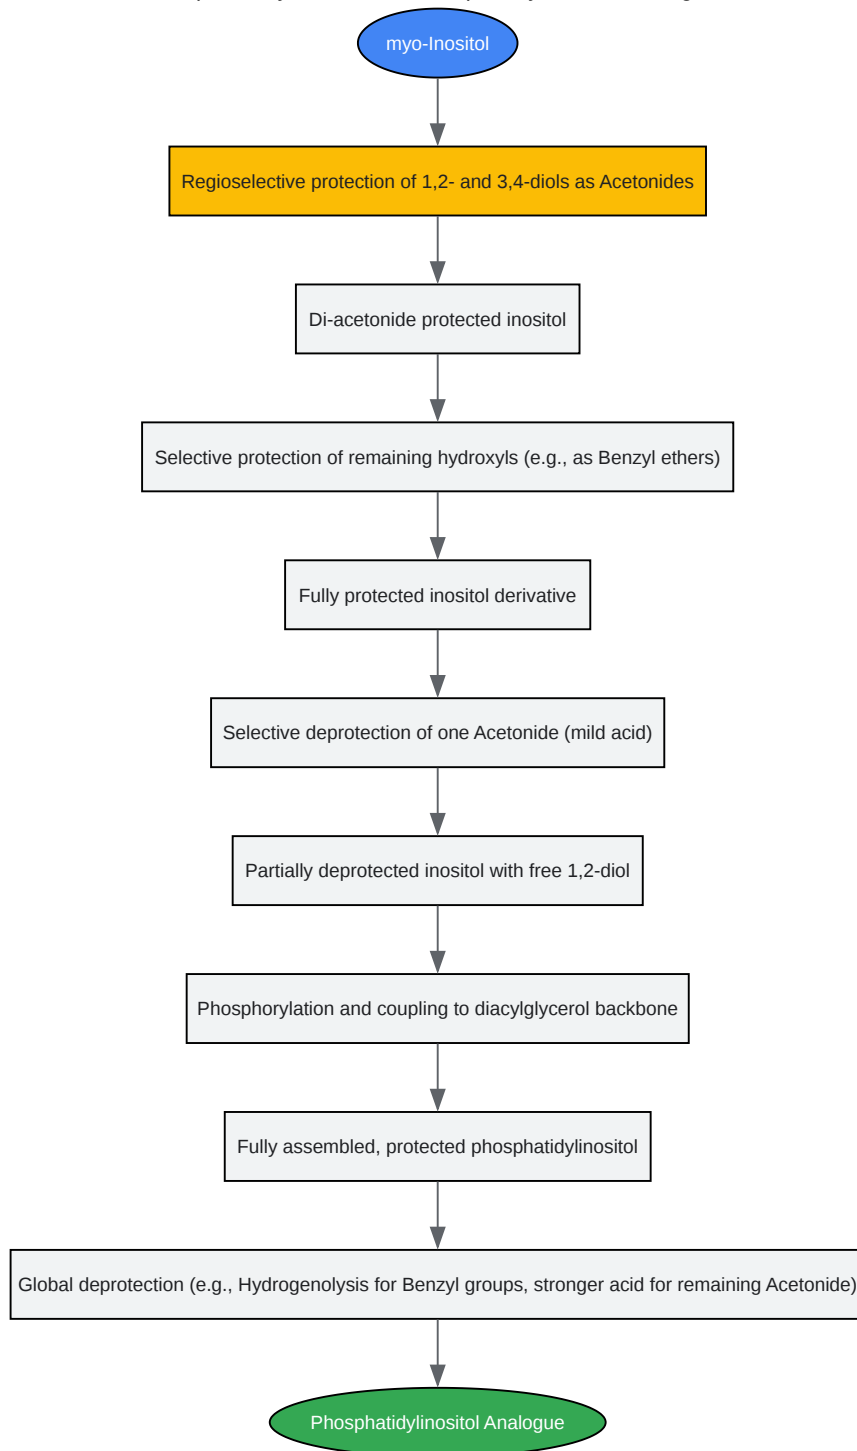 myo-Inositol
Regioselective protection of 1,2- and 3,4-diols as Acetonides
Di-acetonide protected inositol
Selective protection of remaining hydroxyls (e.g., as Benzyl ethers)
Fully protected inositol derivative
Selective deprotection of one Acetonide (mild acid)
Partially deprotected inositol with free 1,2-diol
Phosphorylation and coupling to diacylglycerol backbone
Fully assembled, protected phosphatidylinositol
Global deprotection (e.g., Hydrogenolysis for Benzyl groups, stronger acid for remaining Acetonide)
Phosphatidylinositol Analogue